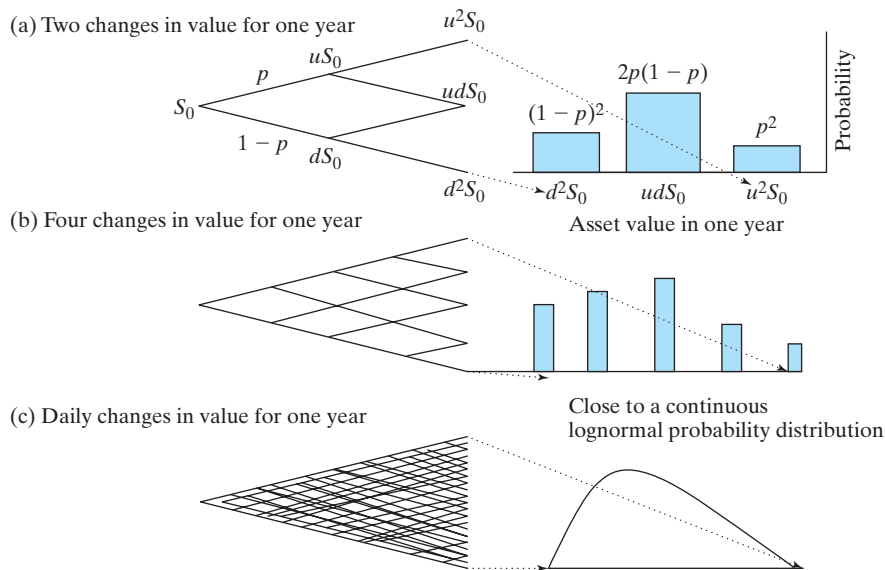 (a) Two changes in value for one year
u²S₀
uS₀
p
S₀
udS₀
1 − p
dS₀
d²S₀
(1 − p)²
2p(1 − p)
p²
Probability
d²S₀ udS₀ u²S₀
Asset value in one year
(b) Four changes in value for one year
(c) Daily changes in value for one year
Close to a continuous
lognormal probability distribution